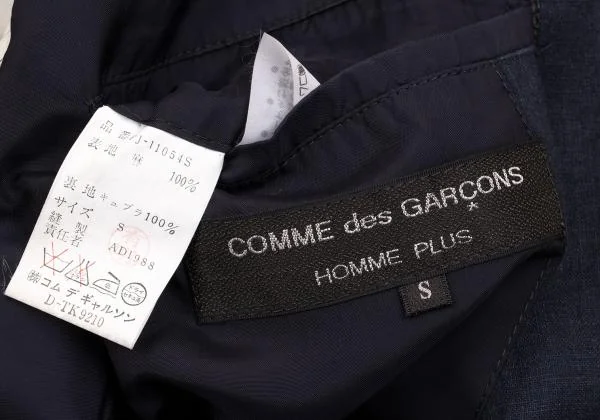 品番/J-11054S
表地 麻
100%
裏地 キュプラ100%
サイズ S
縫製
責任者
AD1988
㈱コム デ ギャルソン
D-TK9210
COMME des GARÇONS
*
HOMME PLUS
S